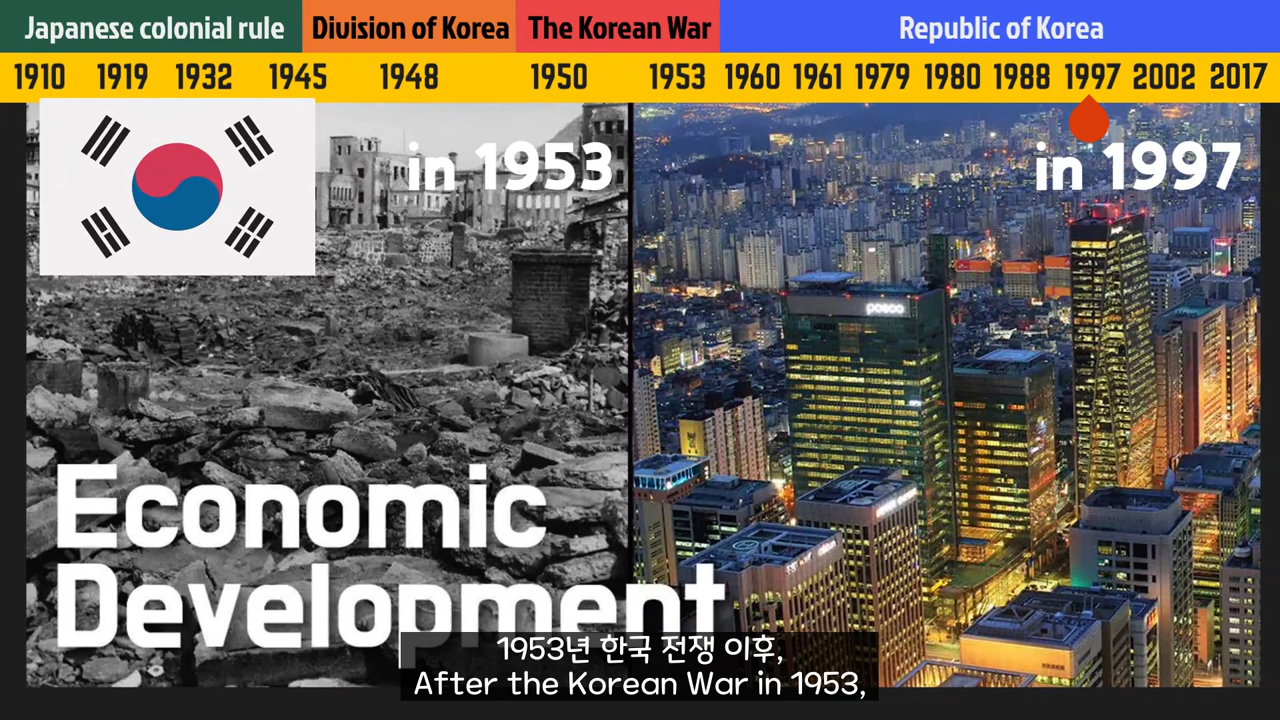 Japanese colonial rule
Division of Korea
The Korean War
Republic of Korea
1910 1919 1932 1945 1948 1950 1953 1960 1961 1979 1980 1988 1997 2002 2017
in 1953
in 1997
posco
Economic
Development
1953년 한국 전쟁 이후,
After the Korean War in 1953,